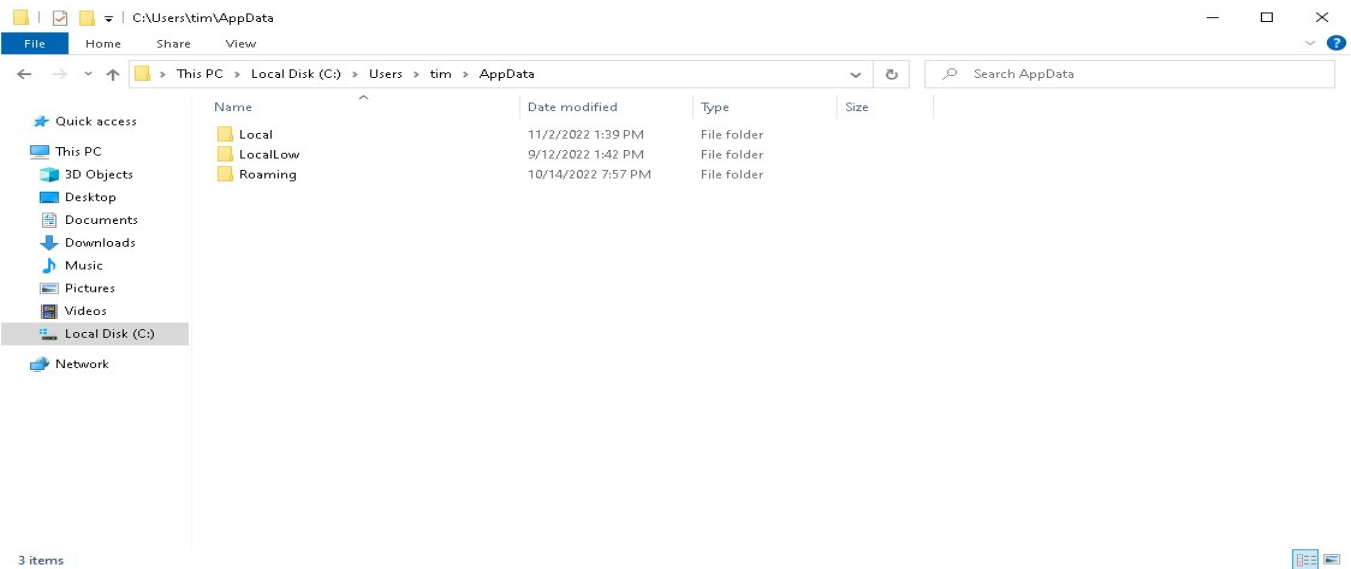 C:\Users\tim\AppData
File Home Share View
This PC > Local Disk (C:) > Users > tim > AppData
Search AppData
Name Date modified Type Size
Quick access
This PC
3D Objects
Desktop
Documents
Downloads
Music
Pictures
Videos
Local Disk (C:)
Network
Local 11/2/2022 1:39 PM File folder
LocalLow 9/12/2022 1:42 PM File folder
Roaming 10/14/2022 7:57 PM File folder
3 items